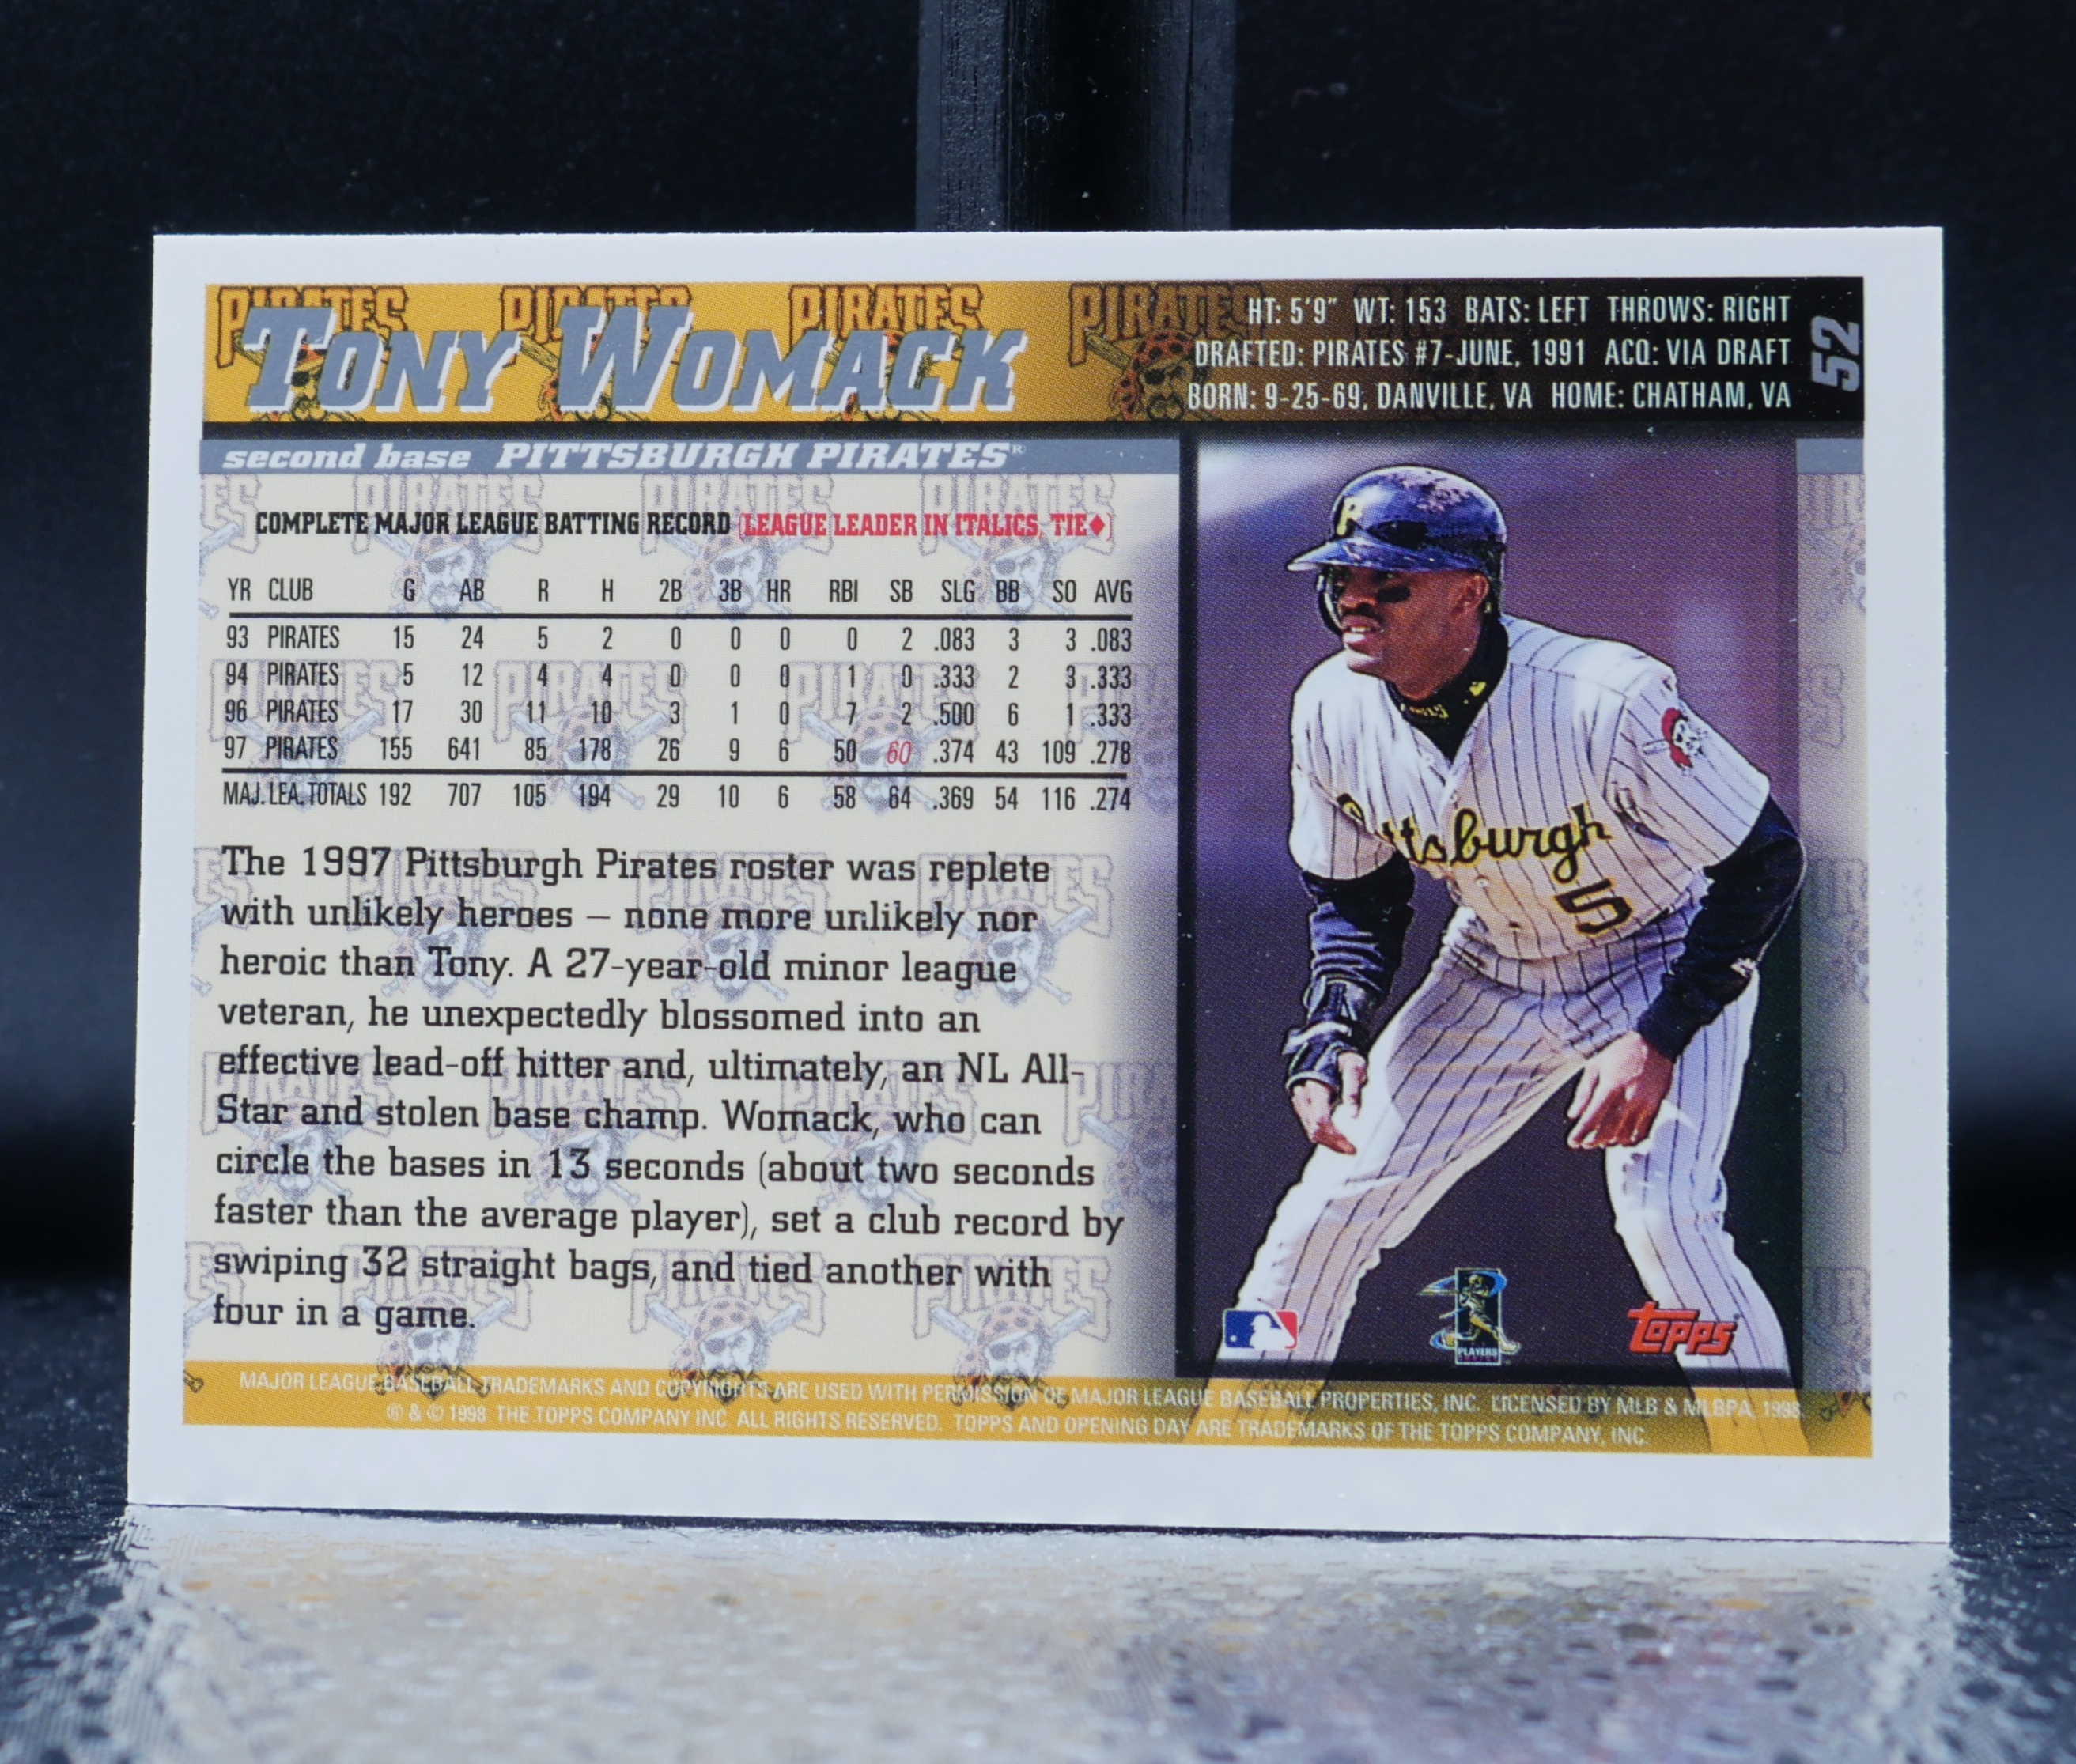 TONY WOMACK
HT: 5'9" WT: 153 BATS: LEFT THROWS: RIGHT
DRAFTED: PIRATES #7-JUNE, 1991 ACQ: VIA DRAFT
BORN: 9-25-69, DANVILLE, VA HOME: CHATHAM, VA
52
second base PITTSBURGH PIRATES®
COMPLETE MAJOR LEAGUE BATTING RECORD (LEAGUE LEADER IN ITALICS, TIE♦)
YR CLUB G AB R H 2B 3B HR RBI SB SLG BB SO AVG
93 PIRATES 15 24 5 2 0 0 0 0 2 .083 3 3 .083
94 PIRATES 5 12 4 4 0 0 0 1 0 .333 2 3 .333
96 PIRATES 17 30 11 10 3 1 0 7 2 .500 6 1 .333
97 PIRATES 155 641 85 178 26 9 6 50 60 .374 43 109 .278
MAJ. LEA. TOTALS 192 707 105 194 29 10 6 58 64 .369 54 116 .274
The 1997 Pittsburgh Pirates roster was replete
with unlikely heroes – none more unlikely nor
heroic than Tony. A 27-year-old minor league
veteran, he unexpectedly blossomed into an
effective lead-off hitter and, ultimately, an NL All-
Star and stolen base champ. Womack, who can
circle the bases in 13 seconds (about two seconds
faster than the average player), set a club record by
swiping 32 straight bags, and tied another with
four in a game.
PIRATES PIRATES PIRATES PIRATES
P
Pittsburgh
5
PLAYERS
topps
MAJOR LEAGUE BASEBALL TRADEMARKS AND COPYRIGHTS ARE USED WITH PERMISSION OF MAJOR LEAGUE BASEBALL PROPERTIES, INC. LICENSED BY MLB & MLBPA 1998
® & © 1998 THE TOPPS COMPANY INC. ALL RIGHTS RESERVED. TOPPS AND OPENING DAY ARE TRADEMARKS OF THE TOPPS COMPANY, INC.